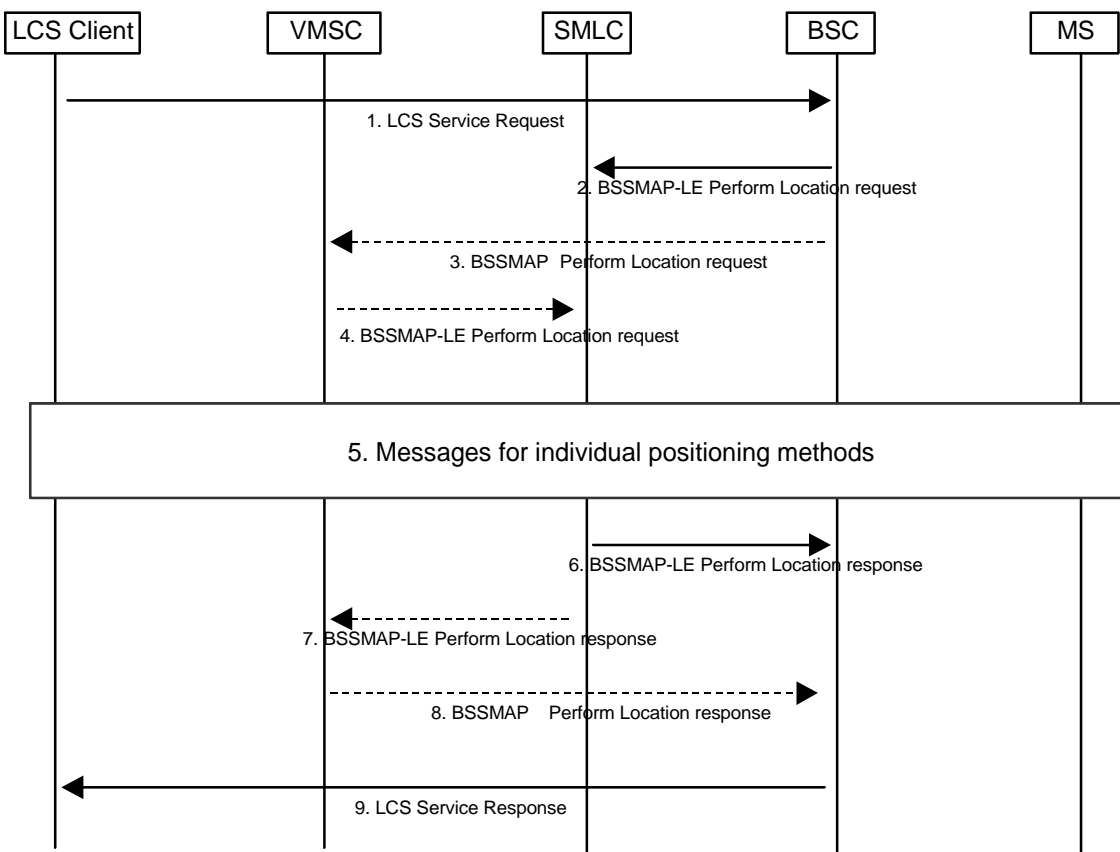 LCS Client
VMSC
SMLC
BSC
MS
1. LCS Service Request
2. BSSMAP-LE Perform Location request
3. BSSMAP Perform Location request
4. BSSMAP-LE Perform Location request
5. Messages for individual positioning methods
6. BSSMAP-LE Perform Location response
7. BSSMAP-LE Perform Location response
8. BSSMAP Perform Location response
9. LCS Service Response